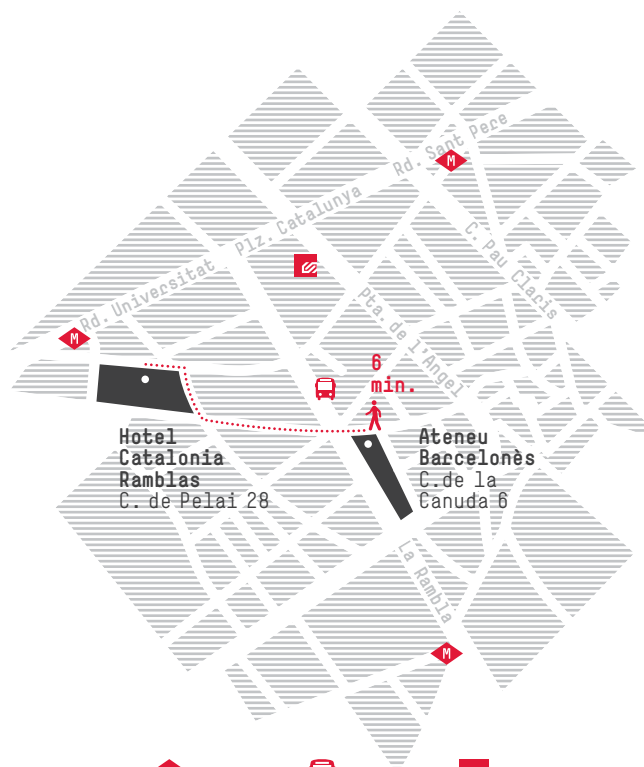 Rd. Sant Pere
M
Plz. Catalunya
C. Pau Claris
Rd. Universitat
Pta. de l'Angel
M
6
min.
Hotel
Catalonia
Ramblas
C. de Pelai 28
Ateneu
Barcelonès
C.de la
Canuda 6
La Rambla
M